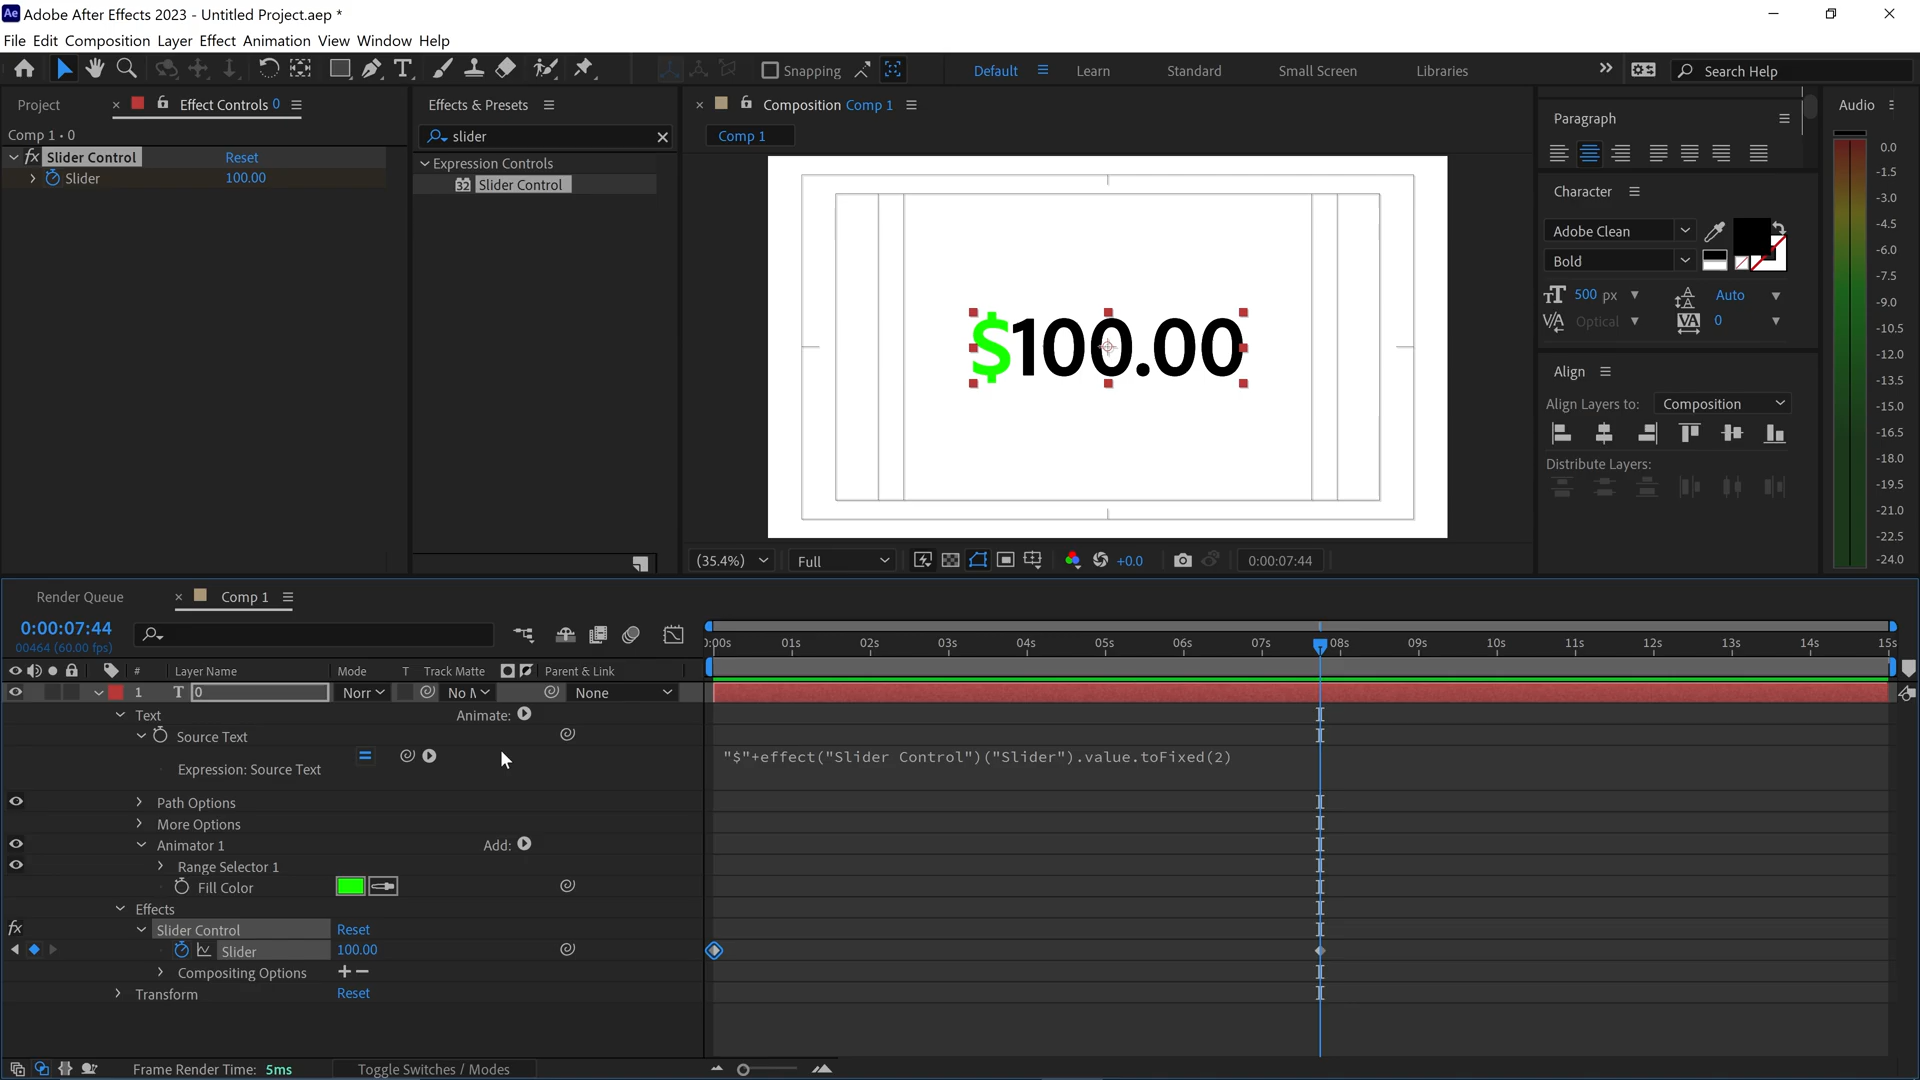 Ae Adobe After Effects 2023 - Untitled Project.aep *
File Edit Composition Layer Effect Animation View Window Help
Snapping
Default
Learn
Standard
Small Screen
Libraries
Search Help
Project
Effect Controls 0
Comp 1 • 0
fx Slider Control Reset
Slider 100.00
Effects & Presets
slider
Expression Controls
32 Slider Control
Composition Comp 1
Comp 1
$100.00
(35.4%)
Full
+0.0
0:00:07:44
Paragraph
Character
Adobe Clean
Bold
500 px
Auto
Optical
0
Align
Align Layers to: Composition
Distribute Layers:
Audio
0.0
-1.5
-3.0
-4.5
-6.0
-7.5
-9.0
-10.5
-12.0
-13.5
-15.0
-16.5
-18.0
-19.5
-21.0
-22.5
-24.0
Render Queue
Comp 1
0:00:07:44
00464 (60.00 fps)
:00s 01s 02s 03s 04s 05s 06s 07s 08s 09s 10s 11s 12s 13s 14s 15s
# Layer Name Mode T Track Matte Parent & Link
1 T 0 Norr No M None
Text Animate:
Source Text
Expression: Source Text
"$"+effect("Slider Control")("Slider").value.toFixed(2)
Path Options
More Options
Animator 1 Add:
Range Selector 1
Fill Color
Effects
fx Slider Control Reset
Slider 100.00
Compositing Options
Transform Reset
Frame Render Time: 5ms
Toggle Switches / Modes